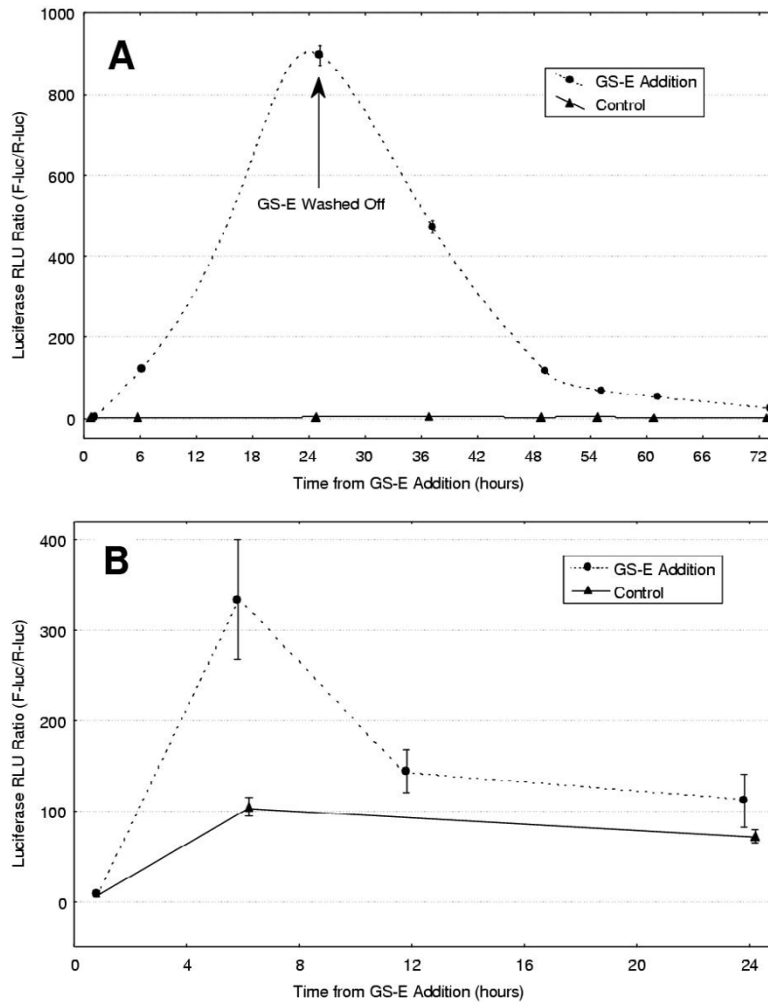 A
1000
800
600
400
200
0
Luciferase RLU Ratio (F-luc/R-luc)
GS-E Addition
Control
GS-E Washed Off
0 6 12 18 24 30 36 42 48 54 60 66 72
Time from GS-E Addition (hours)
B
400
300
200
100
0
Luciferase RLU Ratio (F-luc/R-luc)
GS-E Addition
Control
0 4 8 12 16 20 24
Time from GS-E Addition (hours)